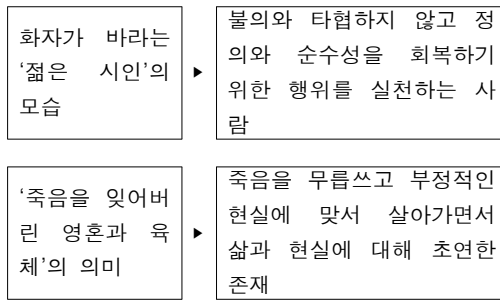 화자가 바라는
‘젊은 시인’의
모습
▶
불의와 타협하지 않고 정
의와 순수성을 회복하기
위한 행위를 실천하는 사
람
‘죽음을 잊어버
린 영혼과 육
체’의 의미
▶
죽음을 무릅쓰고 부정적인
현실에 맞서 살아가면서
삶과 현실에 대해 초연한
존재